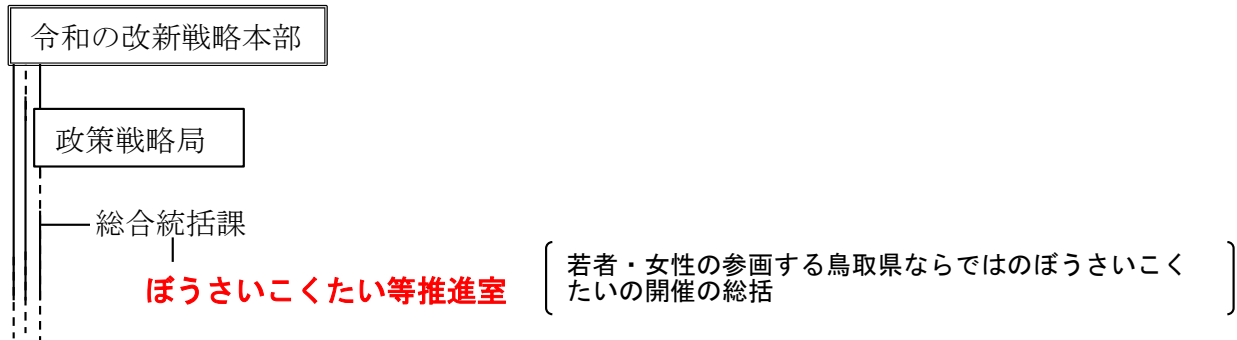 令和の改新戦略本部
政策戦略局
総合統括課
ぼうさいこくたい等推進室
若者・女性の参画する鳥取県ならではのぼうさいこく
たいの開催の総括